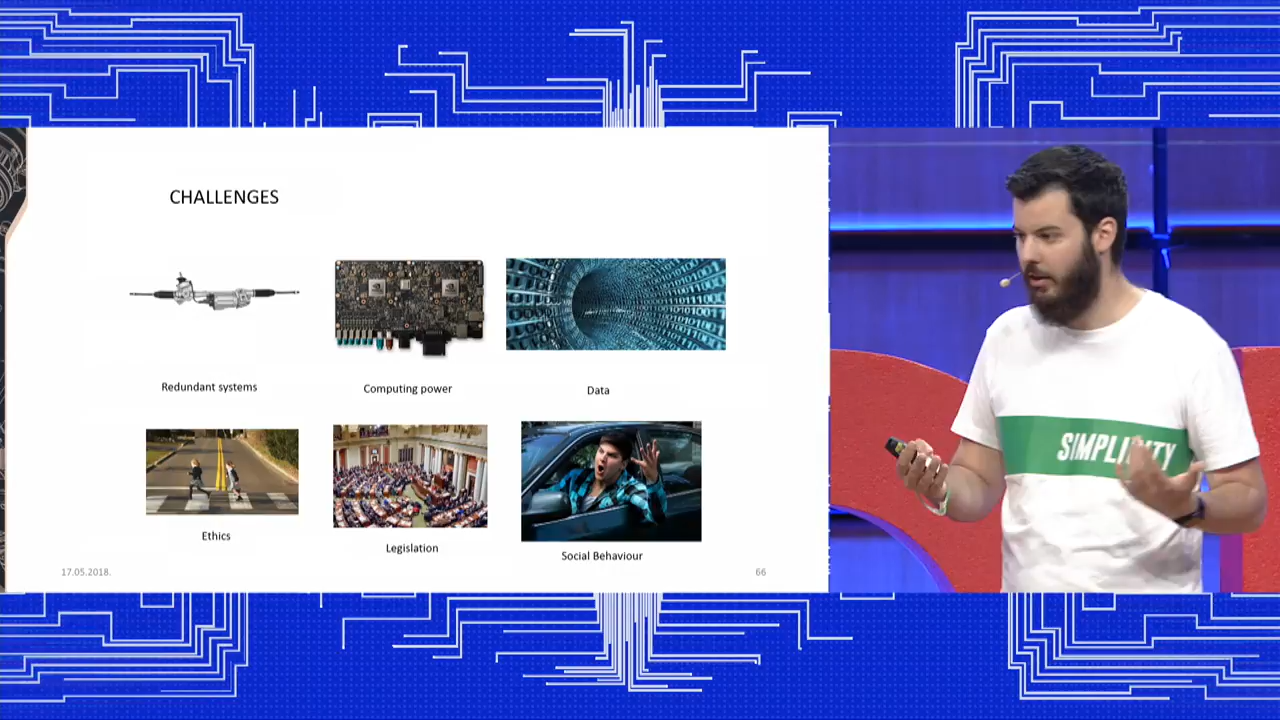 CHALLENGES
Redundant systems
Computing power
Data
Ethics
Legislation
Social Behaviour
17.05.2018.
66